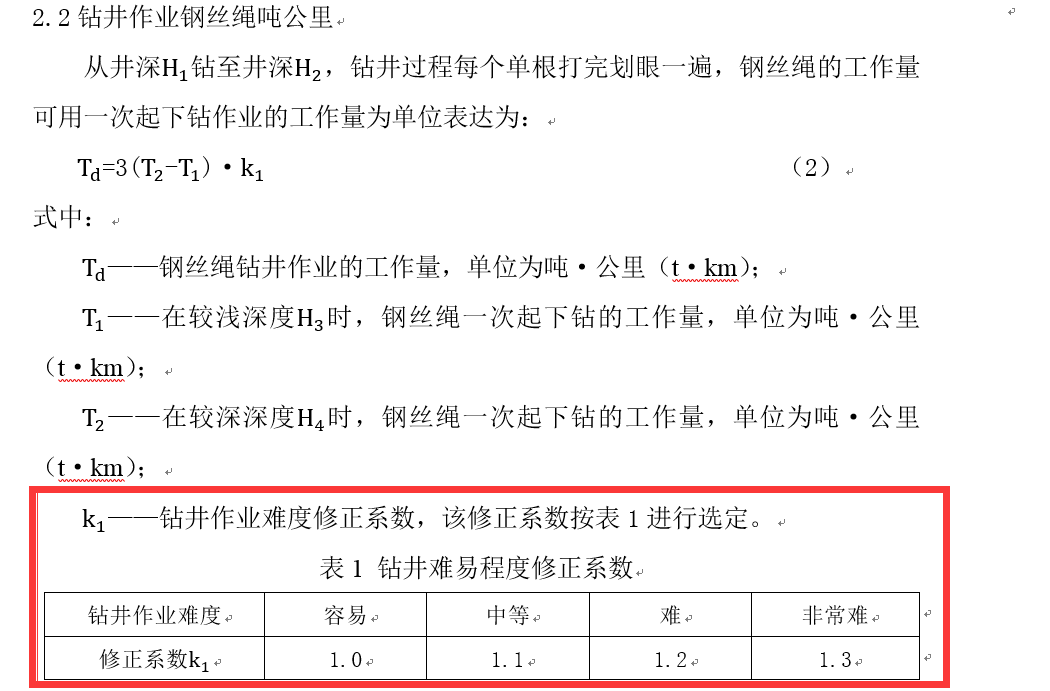 2.2 钻井作业钢丝绳吨公里
从井深H₁钻至井深H₂，钻井过程每个单根打完划眼一遍，钢丝绳的工作量
可用一次起下钻作业的工作量为单位表达为：
T_d=3(T₂-T₁)·k₁ （2）
式中：
T_d——钢丝绳钻井作业的工作量，单位为吨·公里（t·km）；
T₁——在较浅深度H₃时，钢丝绳一次起下钻的工作量，单位为吨·公里
（t·km）；
T₂——在较深深度H₄时，钢丝绳一次起下钻的工作量，单位为吨·公里
（t·km）；
k₁——钻井作业难度修正系数，该修正系数按表1进行选定。
表1 钻井难易程度修正系数
钻井作业难度 容易 中等 难 非常难
修正系数k₁ 1.0 1.1 1.2 1.3